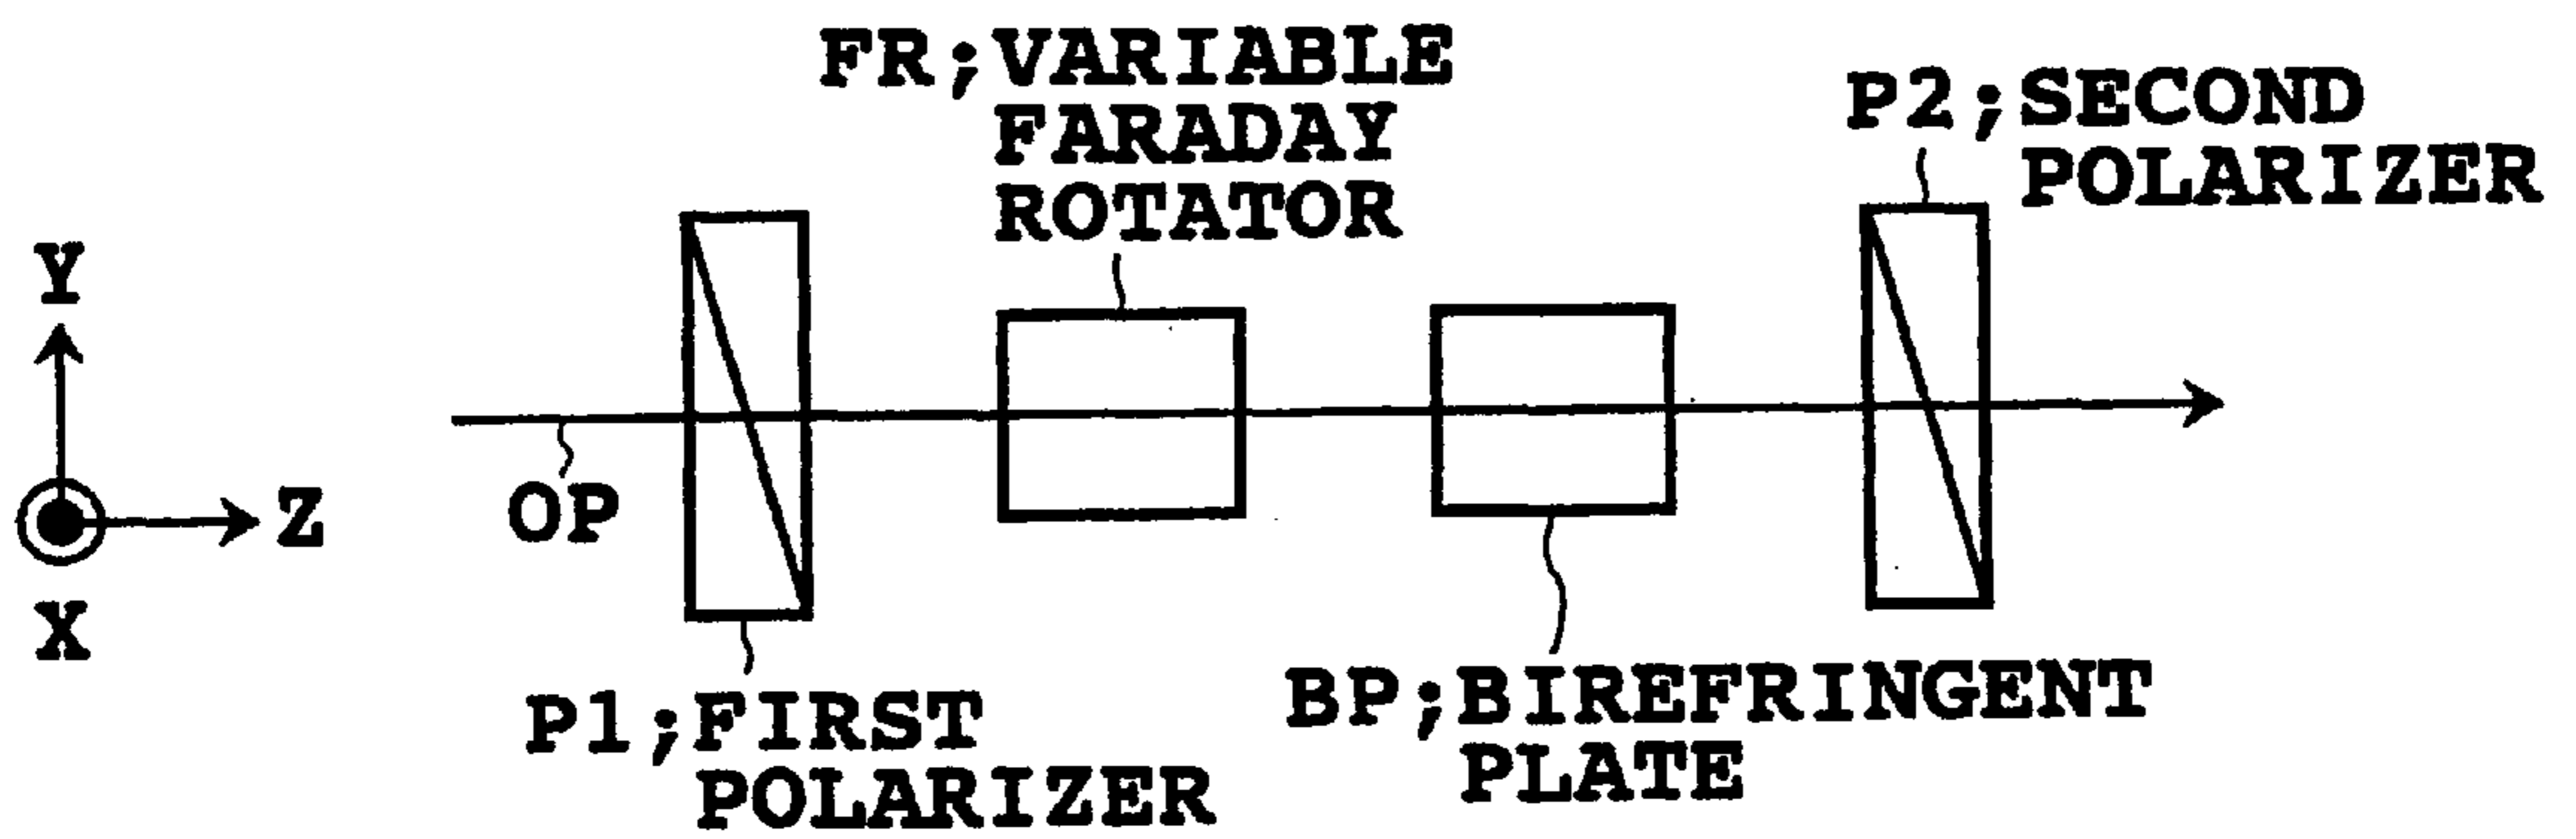 FR;VARIABLE
FARADAY
ROTATOR
P2;SECOND
POLARIZER
Y
Z
X
OP
P1;FIRST
POLARIZER
BP;BIREFRINGENT
PLATE